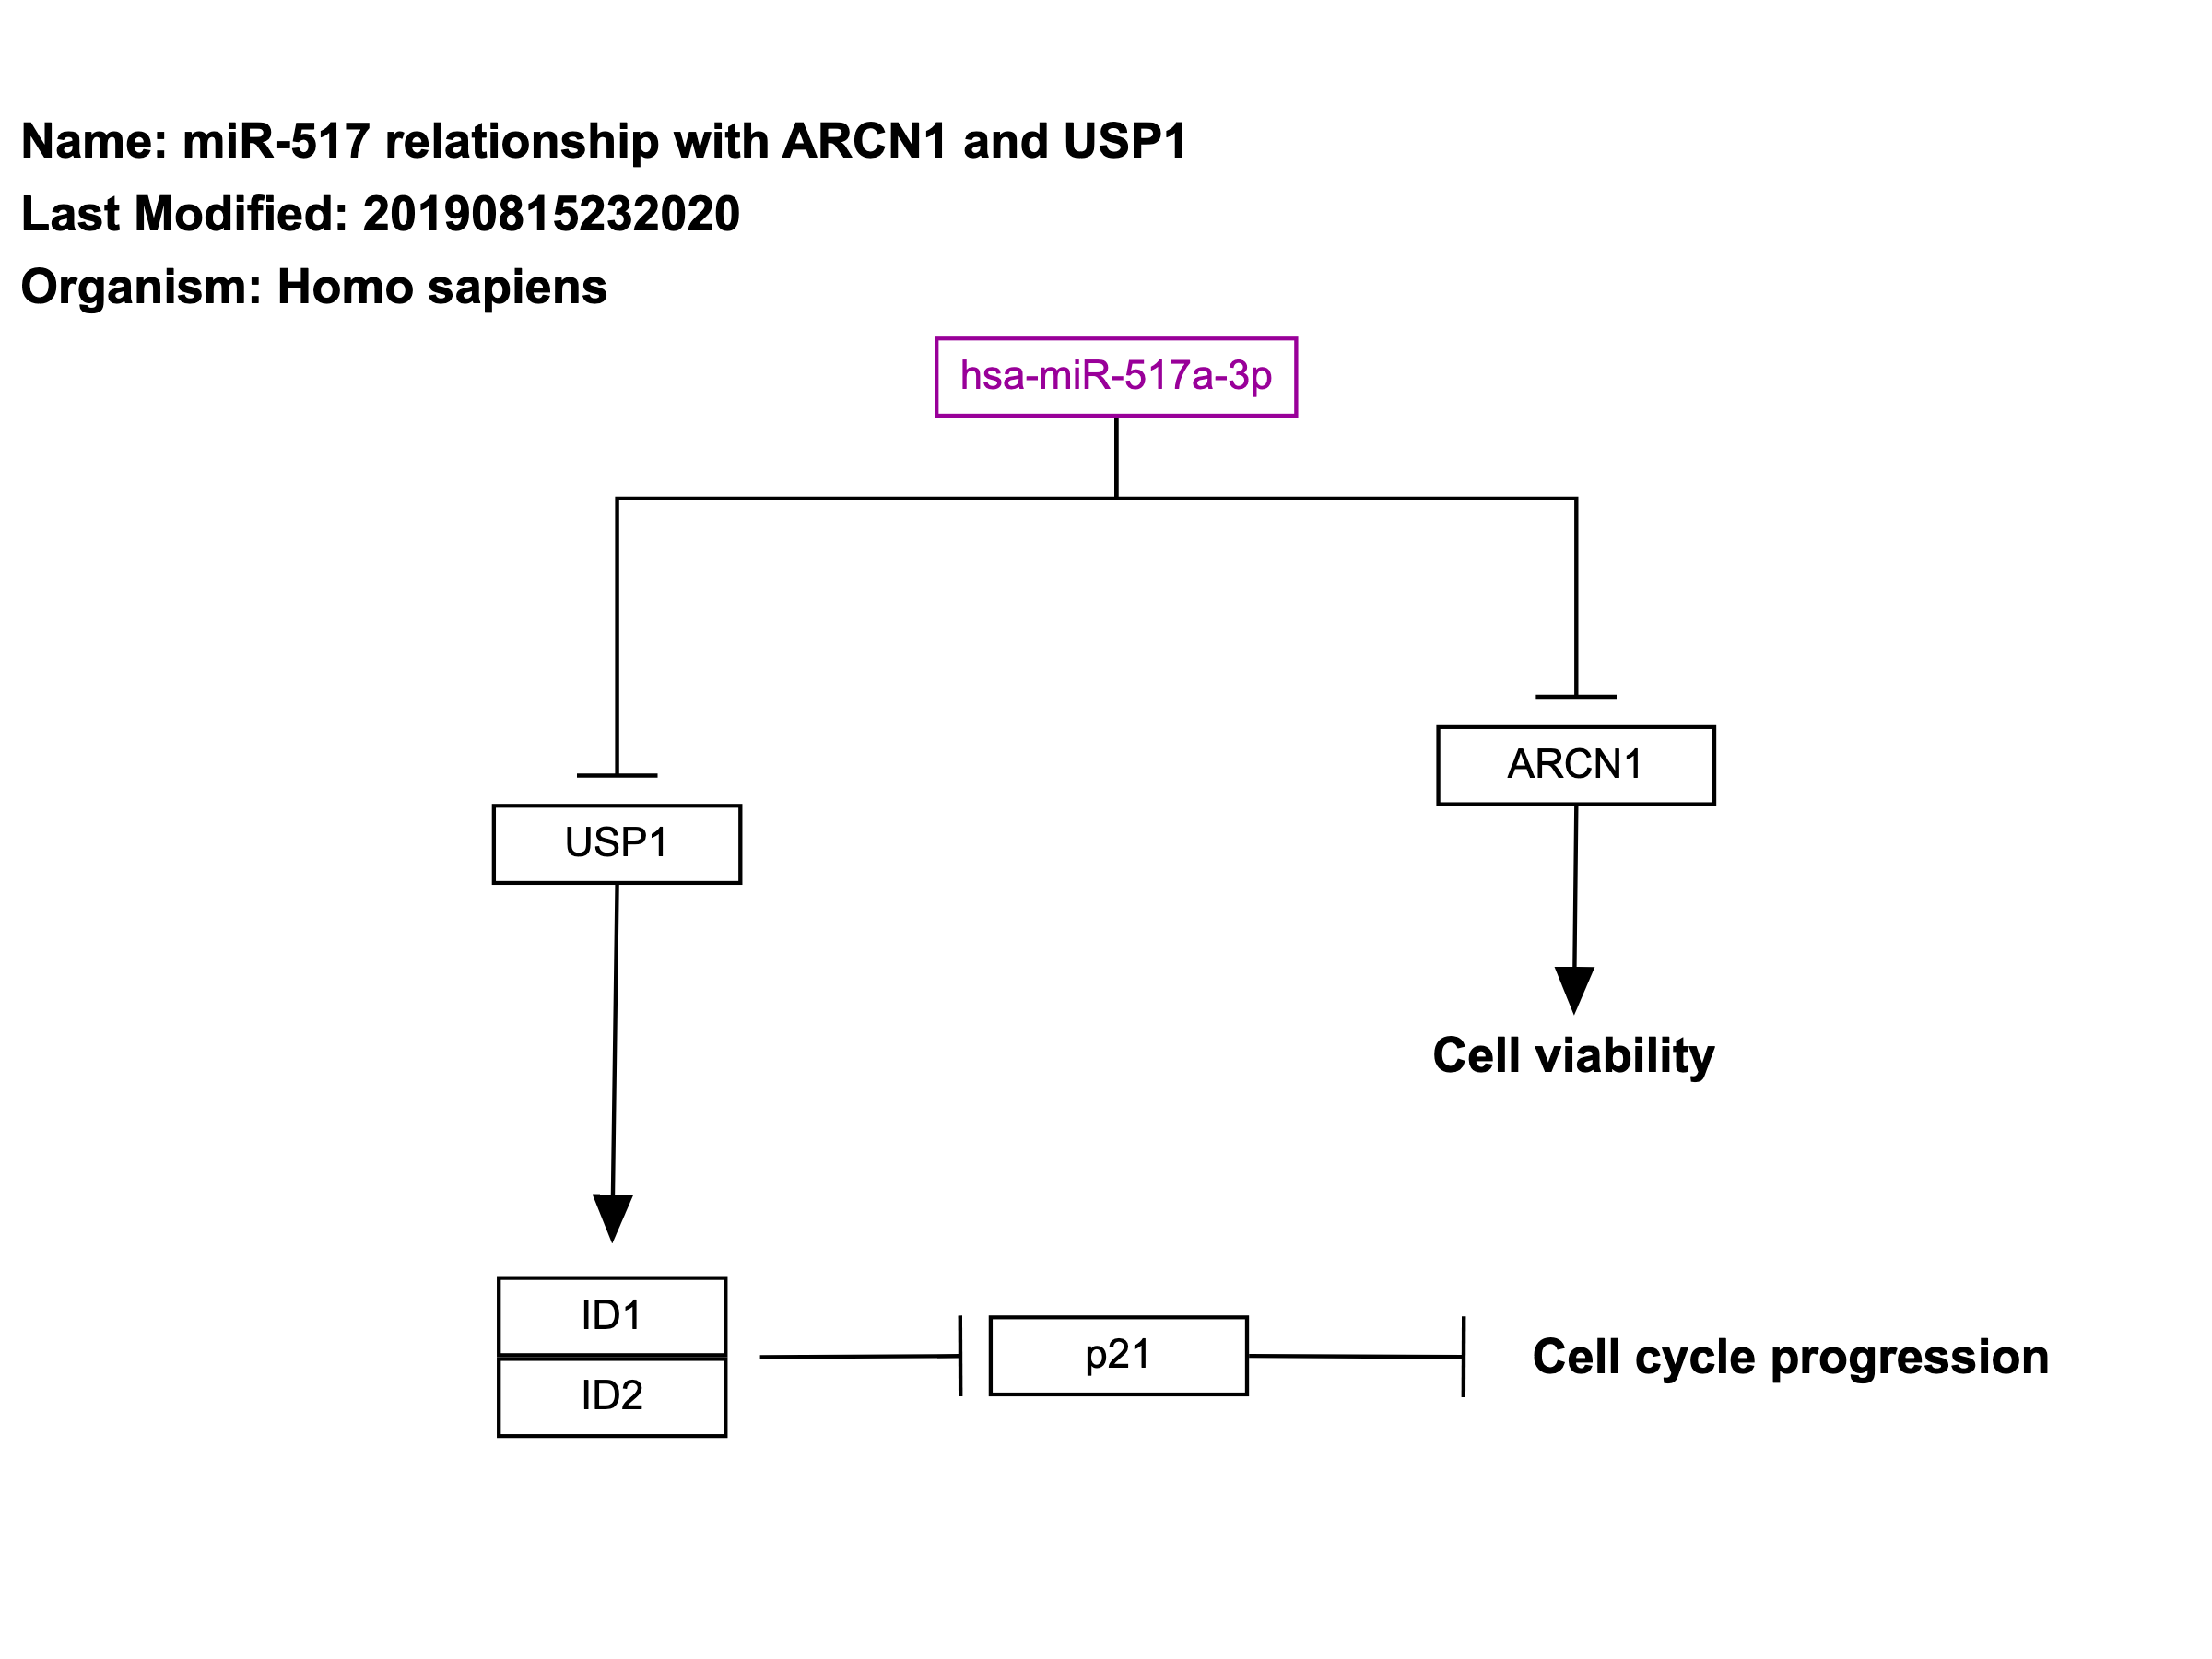 Name: miR-517 relationship with ARCN1 and USP1
Last Modified: 20190815232020
Organism: Homo sapiens
hsa-miR-517a-3p
ARCN1
USP1
Cell viability
ID1
ID2
p21
Cell cycle progression